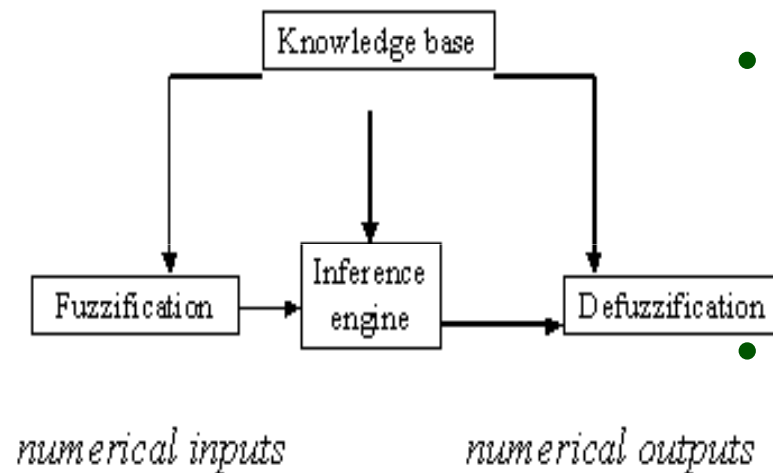 Knowledge base
Fuzzification
Inference
engine
Defuzzification
numerical inputs
numerical outputs